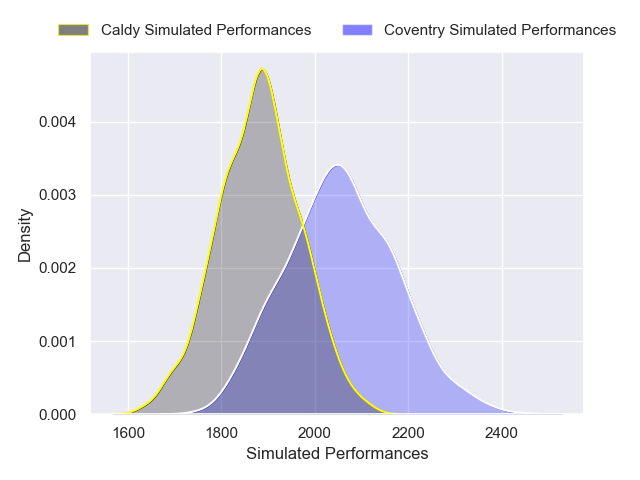 Caldy Simulated Performances Coventry Simulated Performances
0.004
0.003
0.002
0.001
0.000
Density
1600 1800 2000 2200 2400
Simulated Performances